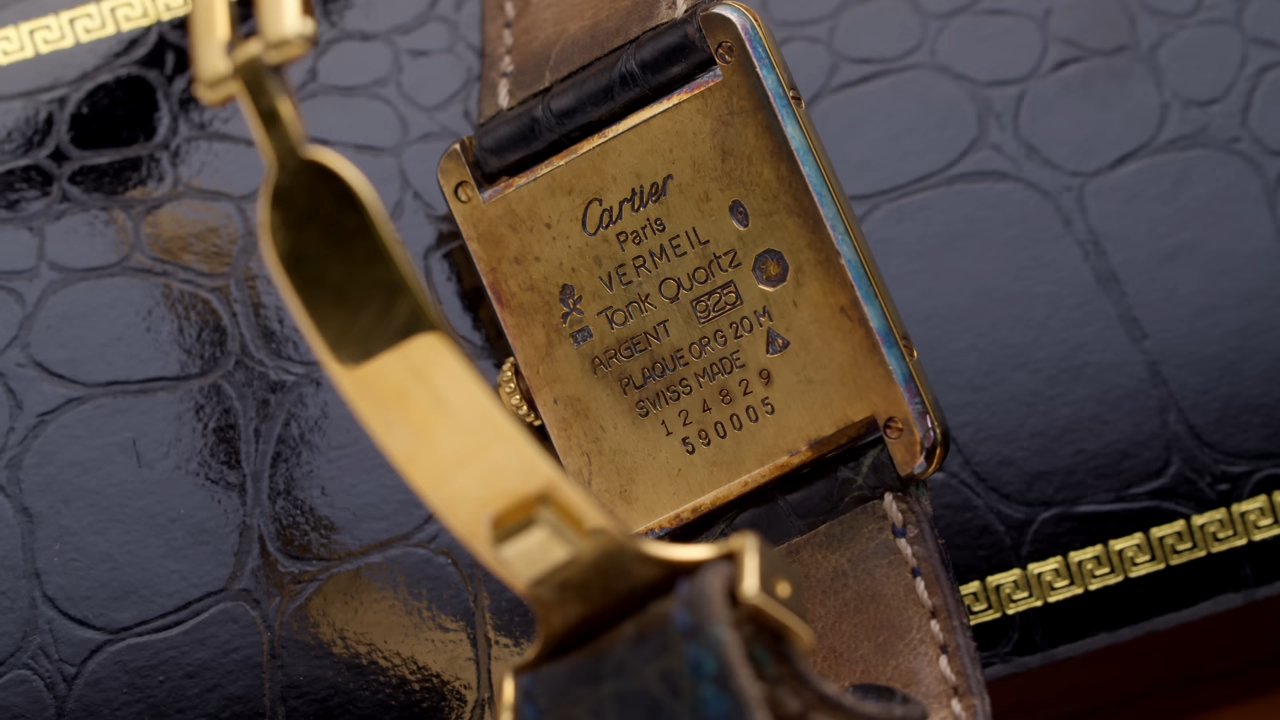 Cartier
Paris
VERMEIL
Tank Quartz
ARGENT 925
PLAQUE OR G 20 M
SWISS MADE
124829
590005